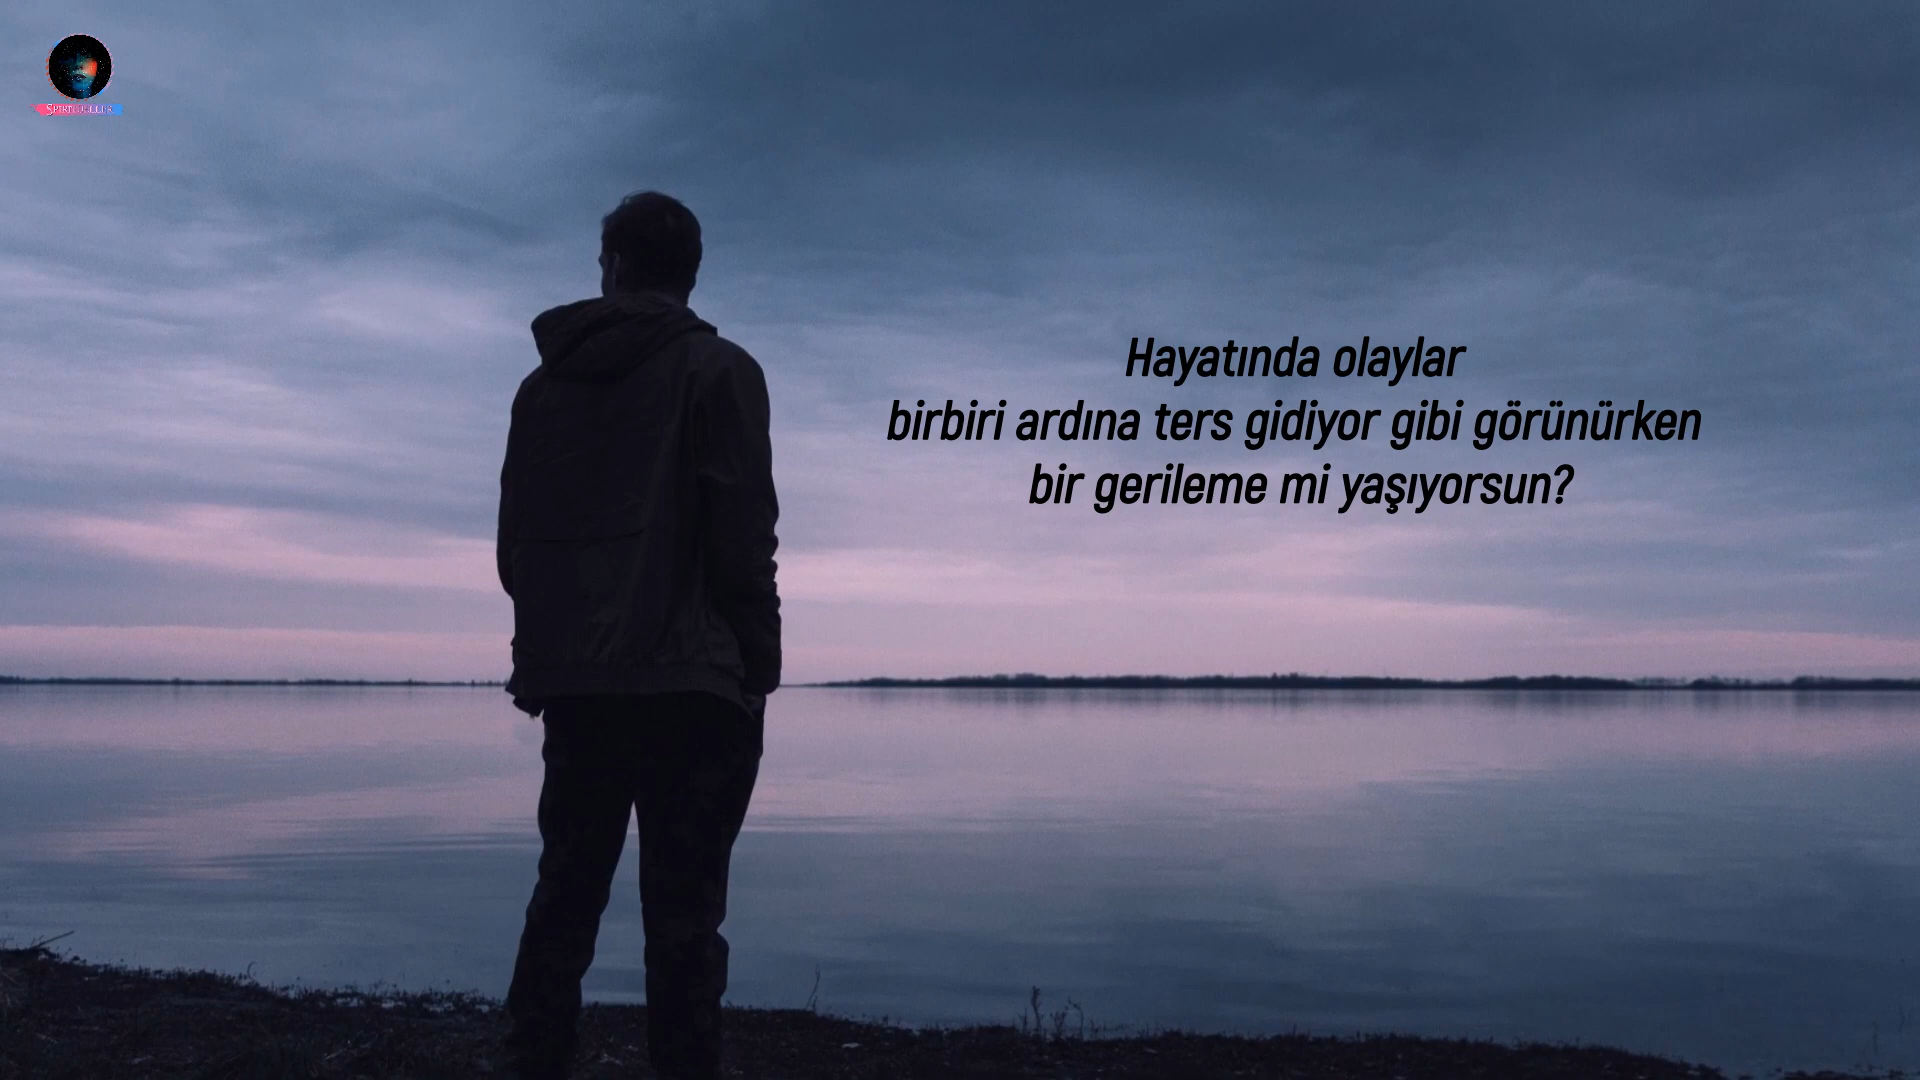 Hayatında olaylar
birbiri ardına ters gidiyor gibi görünürken
bir gerileme mi yaşıyorsun?